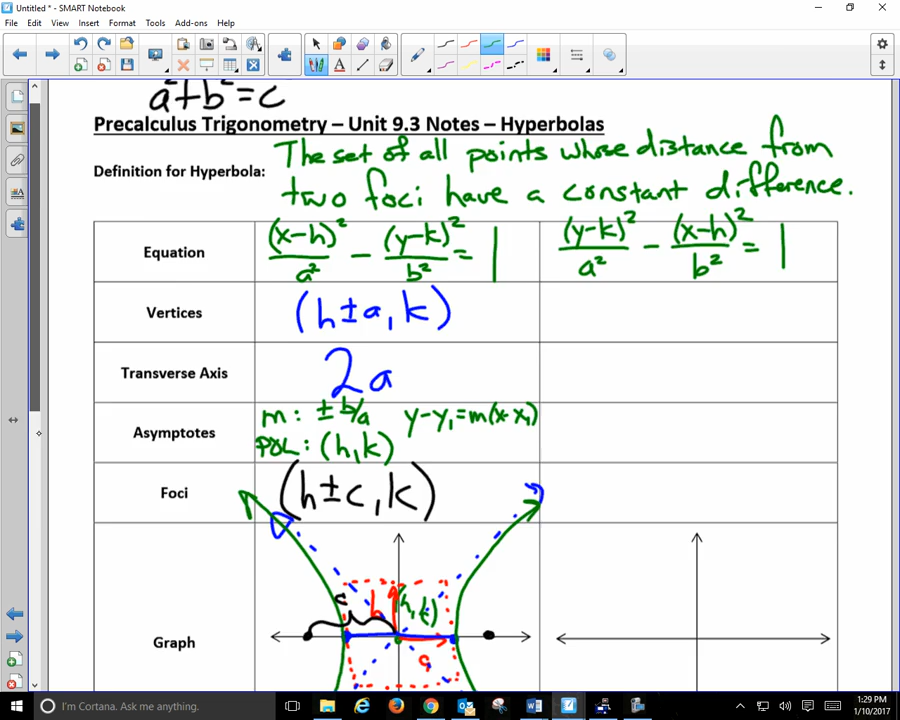 Untitled * - SMART Notebook
File Edit View Insert Format Tools Add-ons Help
a²+b²=c²
Precalculus Trigonometry – Unit 9.3 Notes – Hyperbolas
Definition for Hyperbola: The set of all points whose distance from
two foci have a constant difference.
Equation (x-h)²/a² - (y-k)²/b² = 1 (y-k)²/a² - (x-h)²/b² = 1
Vertices (h±a, k)
Transverse Axis 2a
Asymptotes m: ± b/a y-y₁=m(x-x₁)
POL: (h,k)
Foci (h±c, k)
Graph
c b (h,k)
a
I'm Cortana. Ask me anything.
1:29 PM
1/10/2017